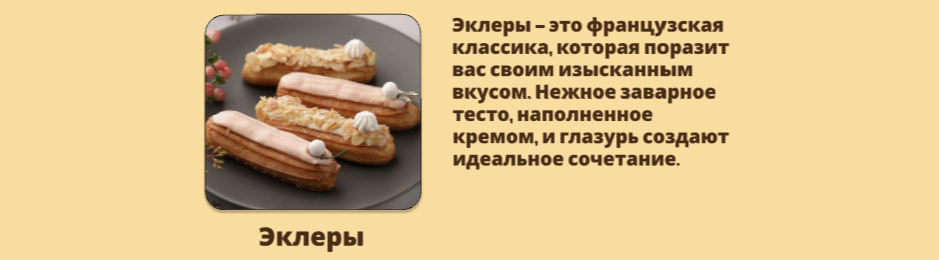 Эклеры – это французская
классика, которая поразит
вас своим изысканным
вкусом. Нежное заварное
тесто, наполненное
кремом, и глазурь создают
идеальное сочетание.
Эклеры